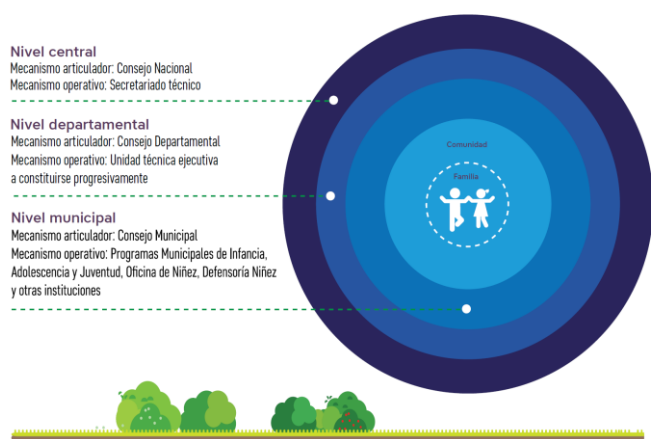 Nivel central
Mecanismo articulador: Consejo Nacional
Mecanismo operativo: Secretariado técnico
Nivel departamental
Mecanismo articulador: Consejo Departamental
Mecanismo operativo: Unidad técnica ejecutiva
a constituirse progresivamente
Nivel municipal
Mecanismo articulador: Consejo Municipal
Mecanismo operativo: Programas Municipales de Infancia,
Adolescencia y Juventud, Oficina de Niñez, Defensoría Niñez
y otras instituciones
Comunidad
Familia